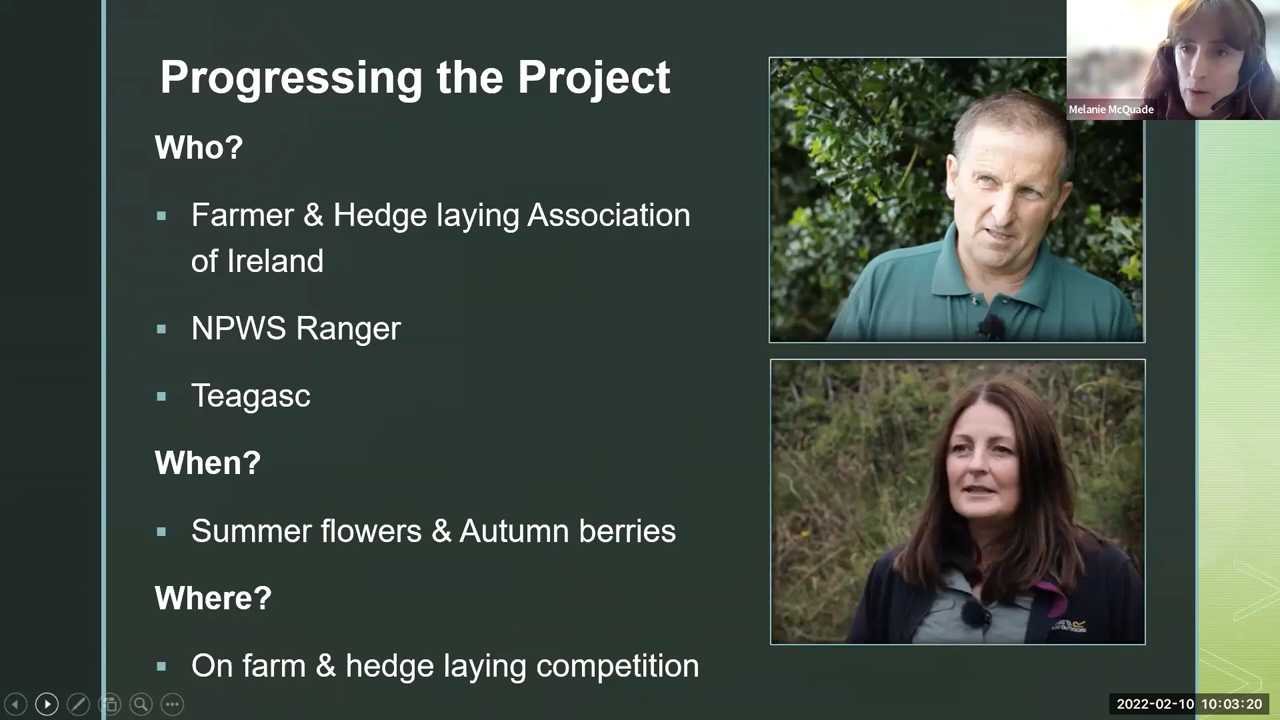 Progressing the Project
Melanie McQuade
Who?
Farmer & Hedge laying Association
of Ireland
NPWS Ranger
Teagasc
When?
Summer flowers & Autumn berries
Where?
On farm & hedge laying competition
2022-02-10 10:03:20